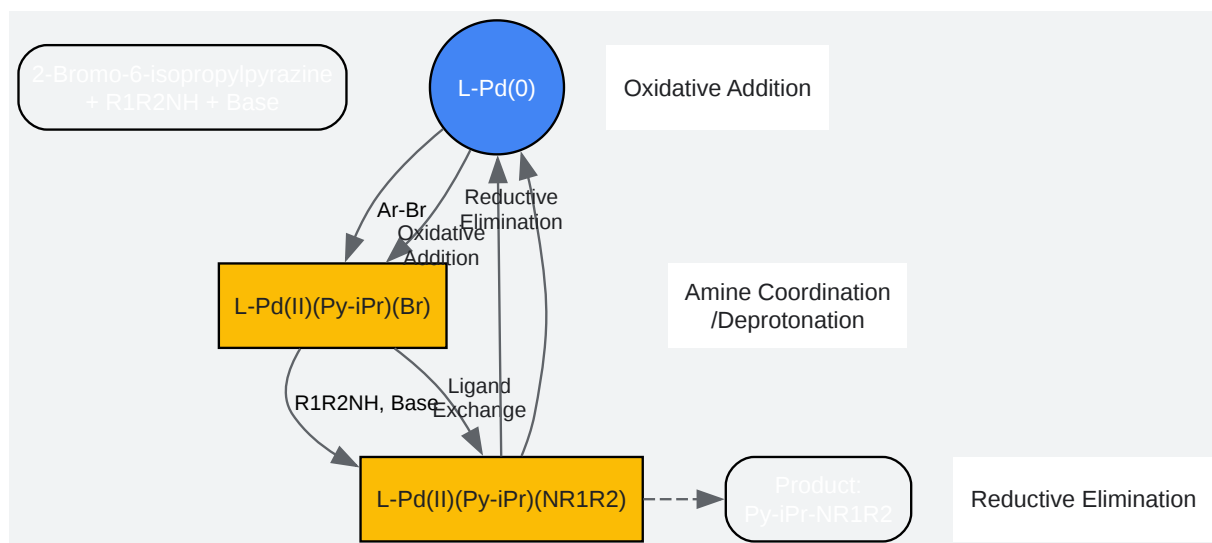 2-Bromo-6-isopropylpyrazine
+ R1R2NH + Base
L-Pd(0)
Oxidative Addition
Ar-Br
Reductive
Elimination
Oxidative
Addition
L-Pd(II)(Py-iPr)(Br)
Amine Coordination
/Deprotonation
R1R2NH, Base
Ligand
Exchange
L-Pd(II)(Py-iPr)(NR1R2)
Product:
Py-iPr-NR1R2
Reductive Elimination